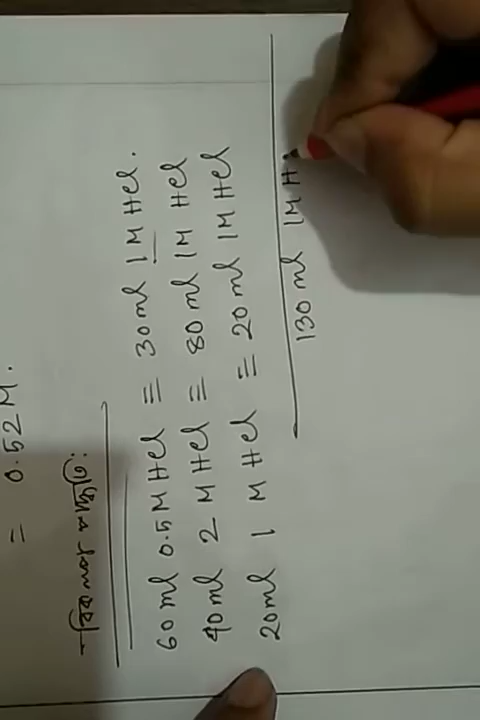 = 0.52 M.
বিকল্প পদ্ধতি:
60 ml 0.5 M HCl ≡ 30 ml 1 M HCl.
40 ml 2 M HCl ≡ 80 ml 1 M HCl
20 ml 1 M HCl ≡ 20 ml 1 M HCl
130 ml 1 M H